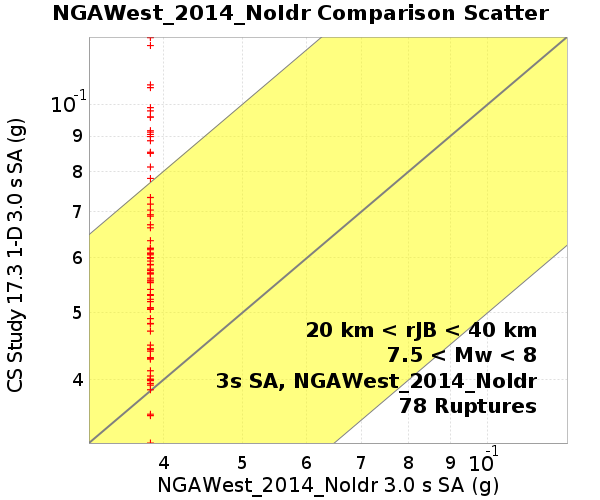 NGAWest_2014_NoIdr Comparison Scatter
CS Study 17.3 1-D 3.0 s SA (g)
10-1
9
8
7
6
5
4
20 km < rJB < 40 km
7.5 < Mw < 8
3s SA, NGAWest_2014_NoIdr
78 Ruptures
4 5 6 7 8 9 10-1
NGAWest_2014_NoIdr 3.0 s SA (g)